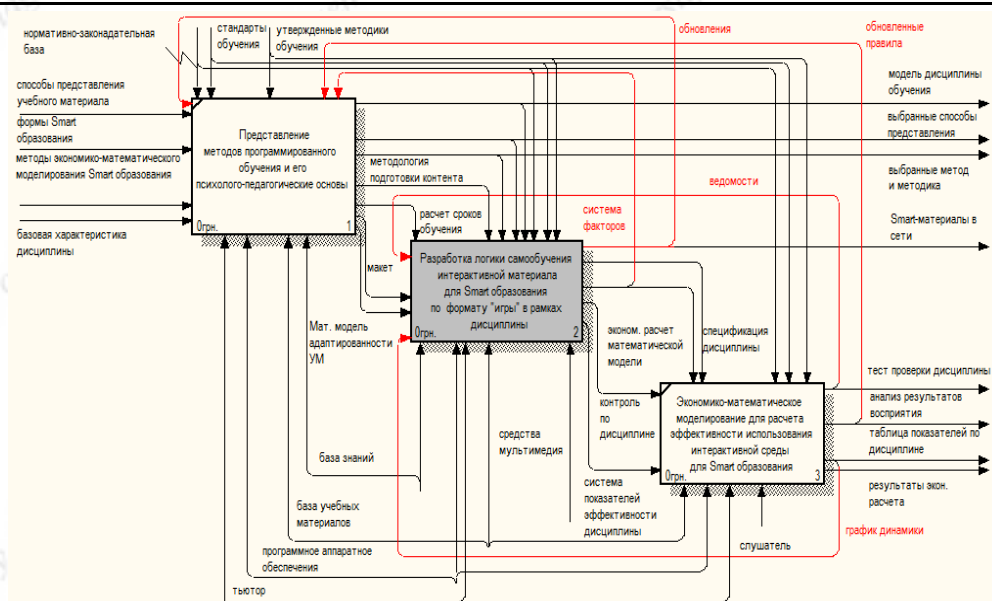 нормативно-законадательная
база
стандарты
обучения
утвержденные методики
обучения
обновления
обновленные
правила
способы представления
учебного материала
формы Smart
образования
методы экономико-математического
моделирования Smart образования
базовая характеристика
дисциплины
Представление
методов программированного
обучения и его
психолого-педагогические основы
0грн.
1
модель дисциплины
обучения
выбранные способы
представления
выбранные метод
и методика
Smart-материалы в
сети
методология
подготовки контента
ведомости
система
факторов
расчет сроков
обучения
макет
Разработка логики самообучения
интерактивной материала
для Smart образования
по формату "игры" в рамках
дисциплины
0грн.
2
Мат. модель
адаптированности
УМ
эконом. расчет
математической
модели
спецификация
дисциплины
контроль
по
дисциплине
Экономико-математическое
моделирование для расчета
эффективности использования
интерактивной среды
для Smart образования
0грн.
3
тест проверки дисциплины
анализ результатов
восприятия
таблица показателей по
дисциплине
результаты экон.
расчета
средства
мультимедия
база знаний
система
показателей
эффективности
дисциплины
база учебных
материалов
график динамики
слушатель
программное аппаратное
обеспечения
тьютор